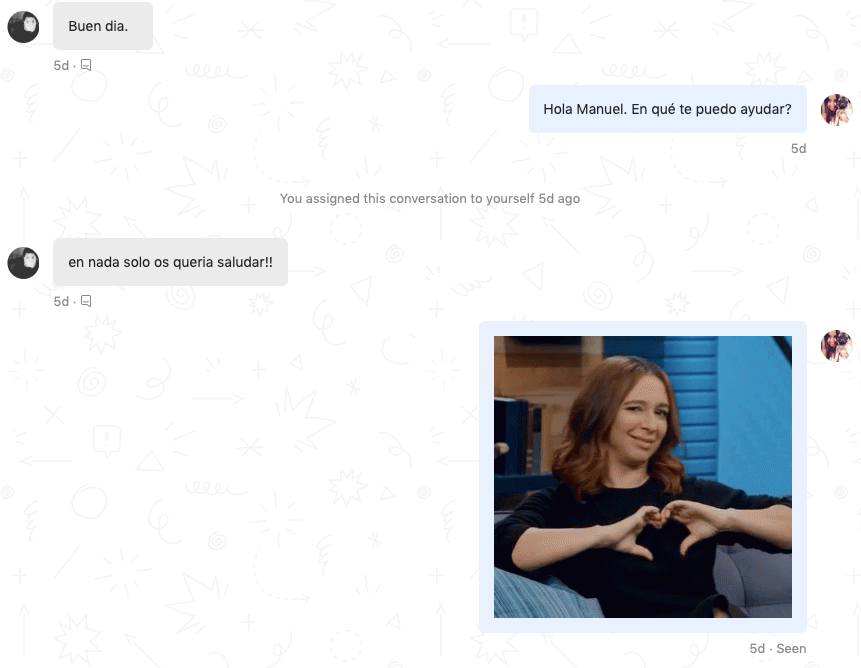 Buen dia.
5d ·
Hola Manuel. En qué te puedo ayudar?
5d
You assigned this conversation to yourself 5d ago
en nada solo os queria saludar!!
5d ·
5d · Seen